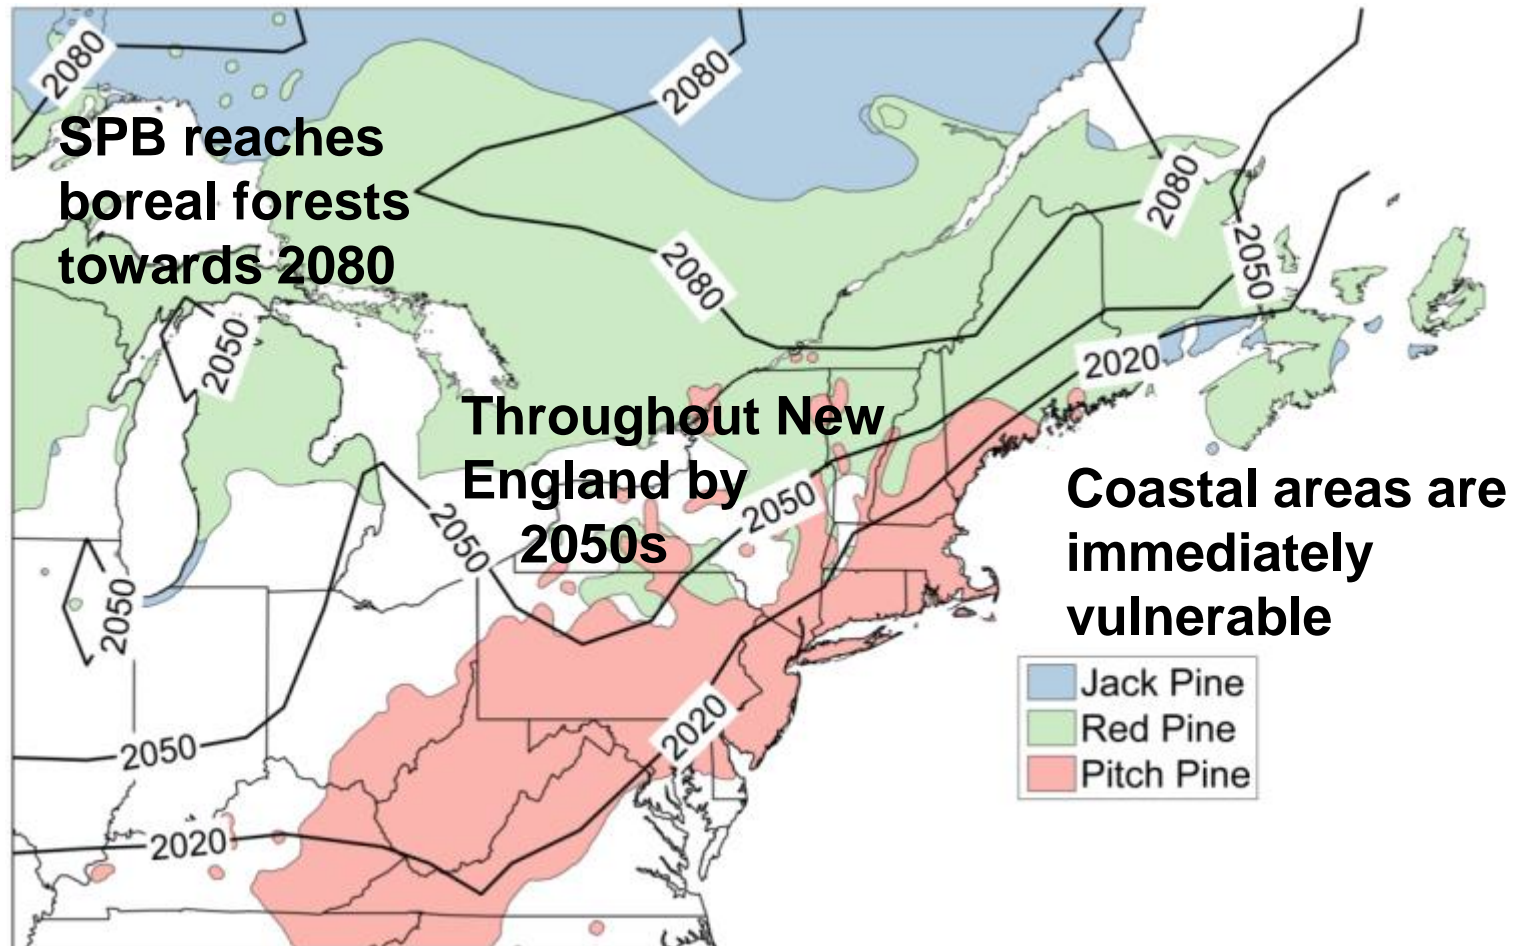 2080
2080
SPB reaches
boreal forests
towards 2080
2080
2080
2050
2050
2020
Throughout New
England by
2050s
2050
2050
Coastal areas are
immediately
vulnerable
2050
Jack Pine
Red Pine
Pitch Pine
2020
2050
2020